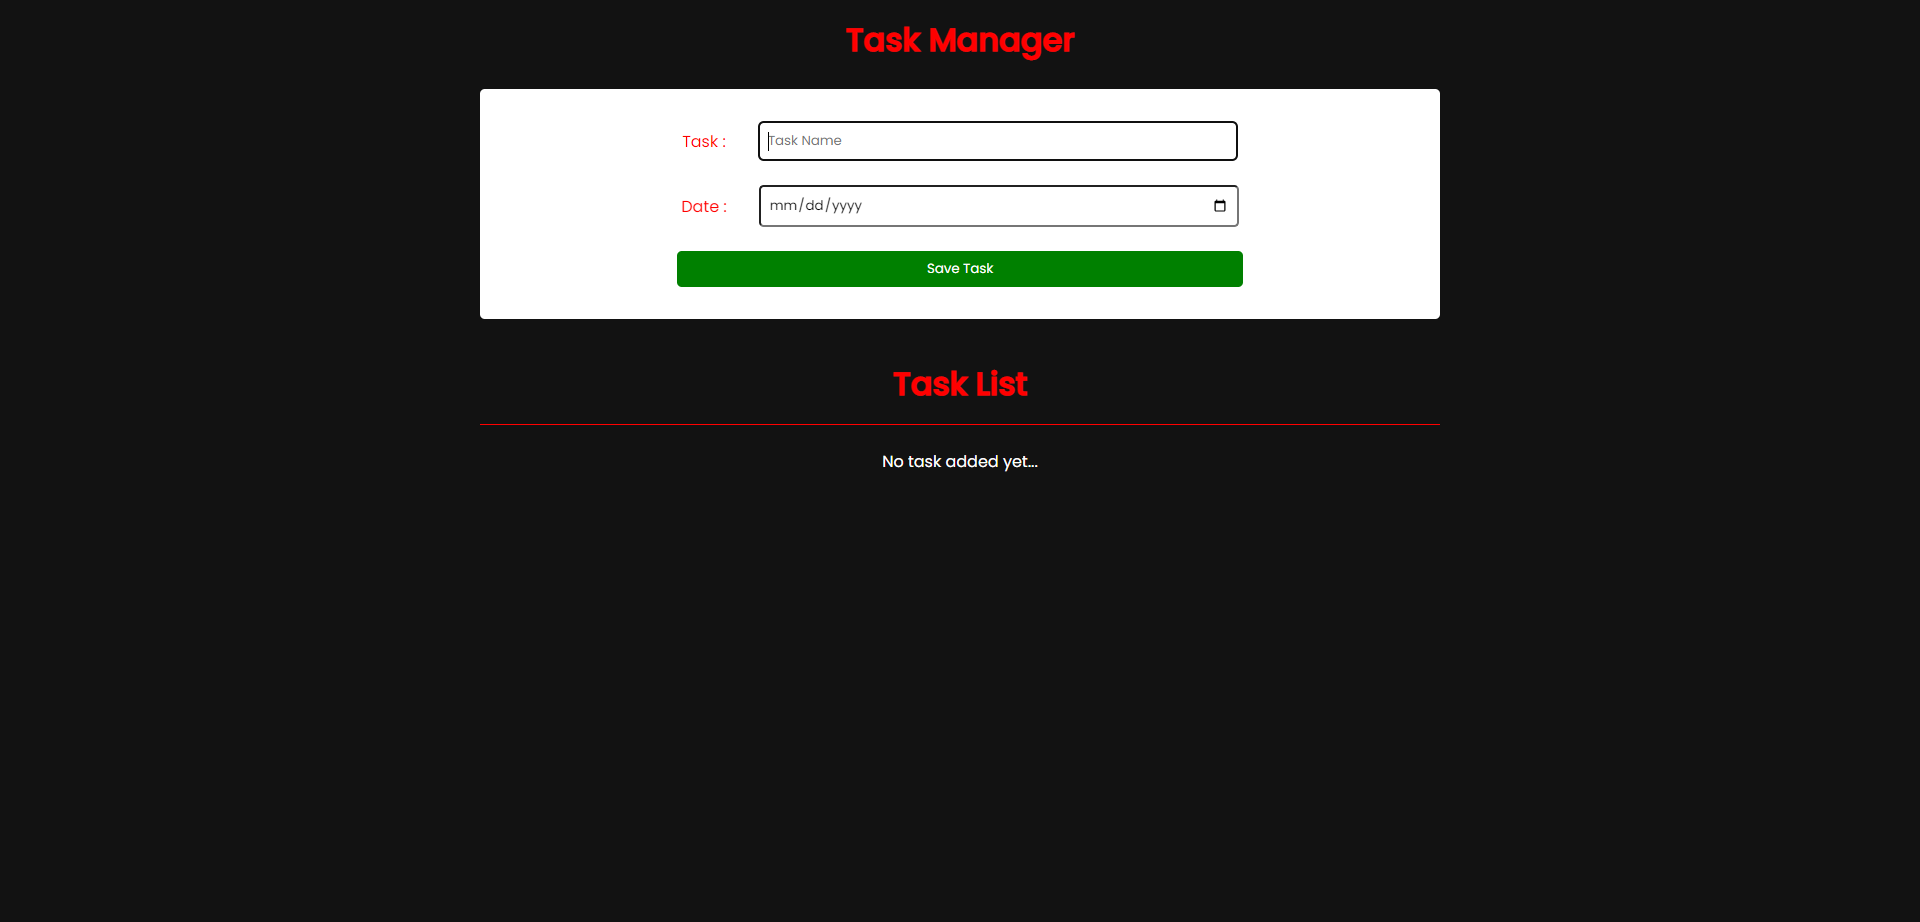 Task Manager
Task : Task Name
Date : mm/dd/yyyy
Save Task
Task List
No task added yet...